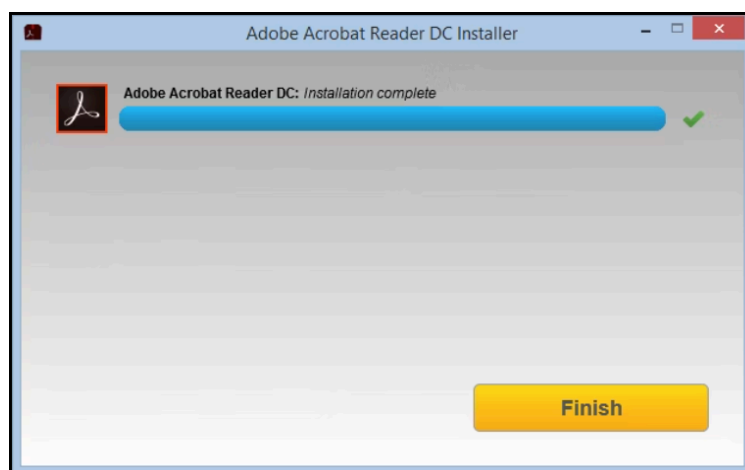 Adobe Acrobat Reader DC Installer
Adobe Acrobat Reader DC: Installation complete
Finish